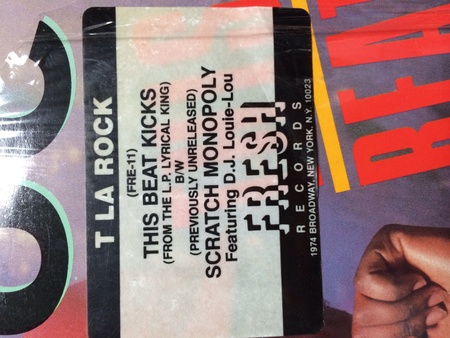 T LA ROCK
(FRE-11)
THIS BEAT KICKS
(FROM THE L.P. LYRICAL KING)
B/W
(PREVIOUSLY UNRELEASED)
SCRATCH MONOPOLY
Featuring D.J. Louie-Lou
FRESH
RECORDS
1974 BROADWAY, NEW YORK, N.Y. 10023